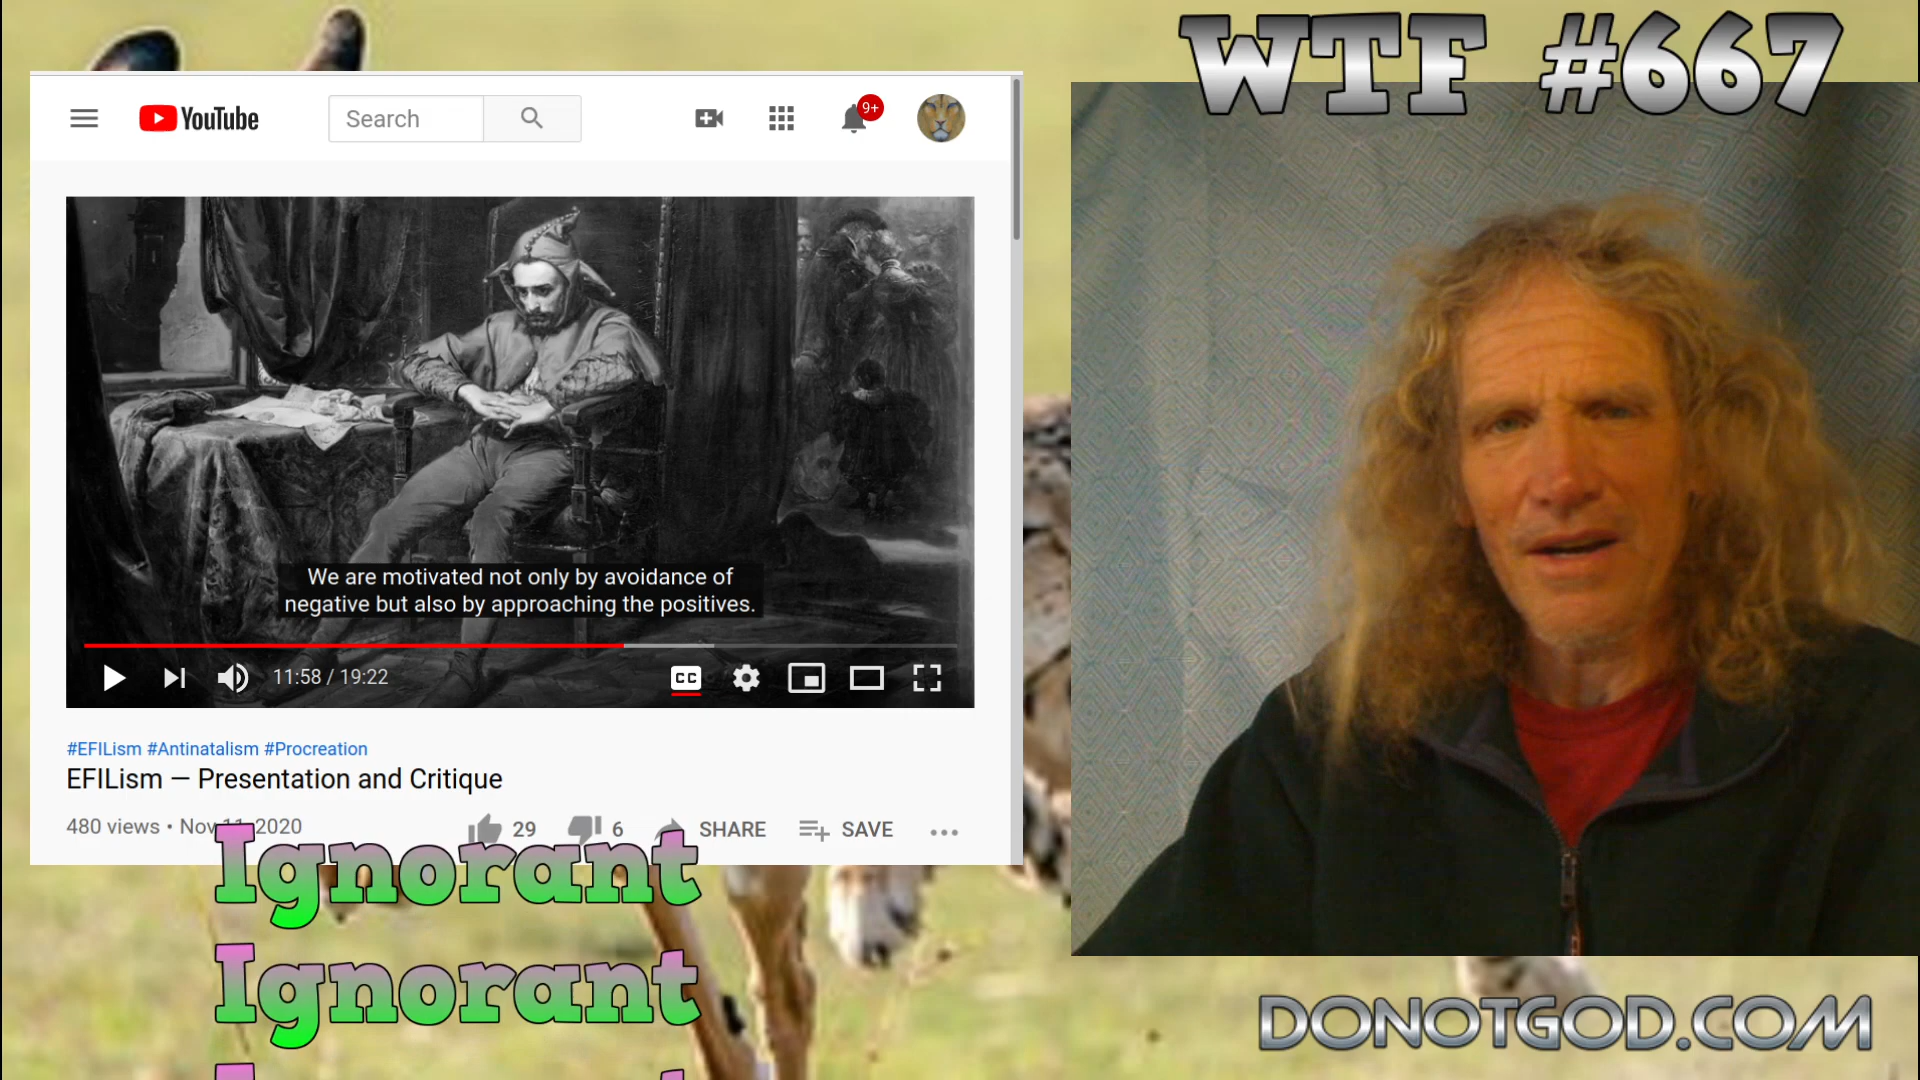 WTF #667
YouTube
Search
9+
We are motivated not only by avoidance of
negative but also by approaching the positives.
11:58 / 19:22
CC
#EFILism #Antinatalism #Procreation
EFILism — Presentation and Critique
480 views • Nov 11, 2020
29
6
SHARE
SAVE
Ignorant
Ignorant
DONOTGOD.COM